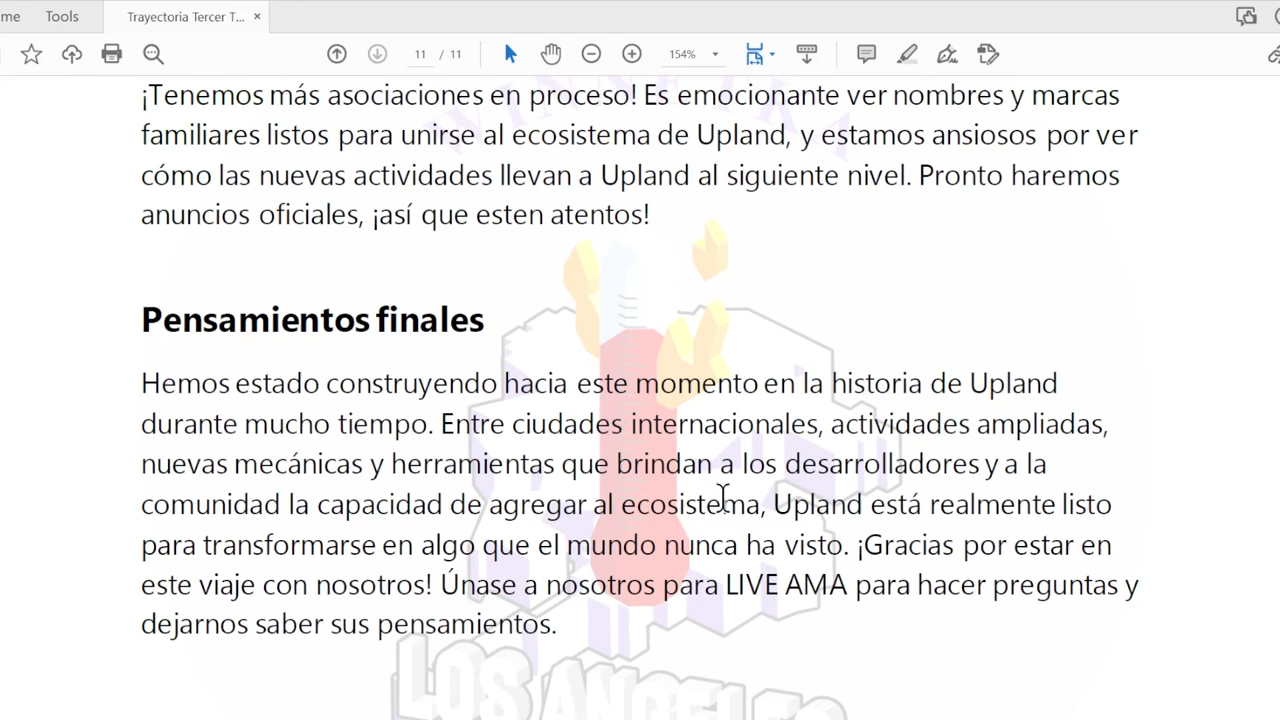 me Tools Trayectoria Tercer T... ×
11 / 11 154%
¡Tenemos más asociaciones en proceso! Es emocionante ver nombres y marcas
familiares listos para unirse al ecosistema de Upland, y estamos ansiosos por ver
cómo las nuevas actividades llevan a Upland al siguiente nivel. Pronto haremos
anuncios oficiales, ¡así que esten atentos!
Pensamientos finales
Hemos estado construyendo hacia este momento en la historia de Upland
durante mucho tiempo. Entre ciudades internacionales, actividades ampliadas,
nuevas mecánicas y herramientas que brindan a los desarrolladores y a la
comunidad la capacidad de agregar al ecosistema, Upland está realmente listo
para transformarse en algo que el mundo nunca ha visto. ¡Gracias por estar en
este viaje con nosotros! Únase a nosotros para LIVE AMA para hacer preguntas y
dejarnos saber sus pensamientos.
LOS ANGELES